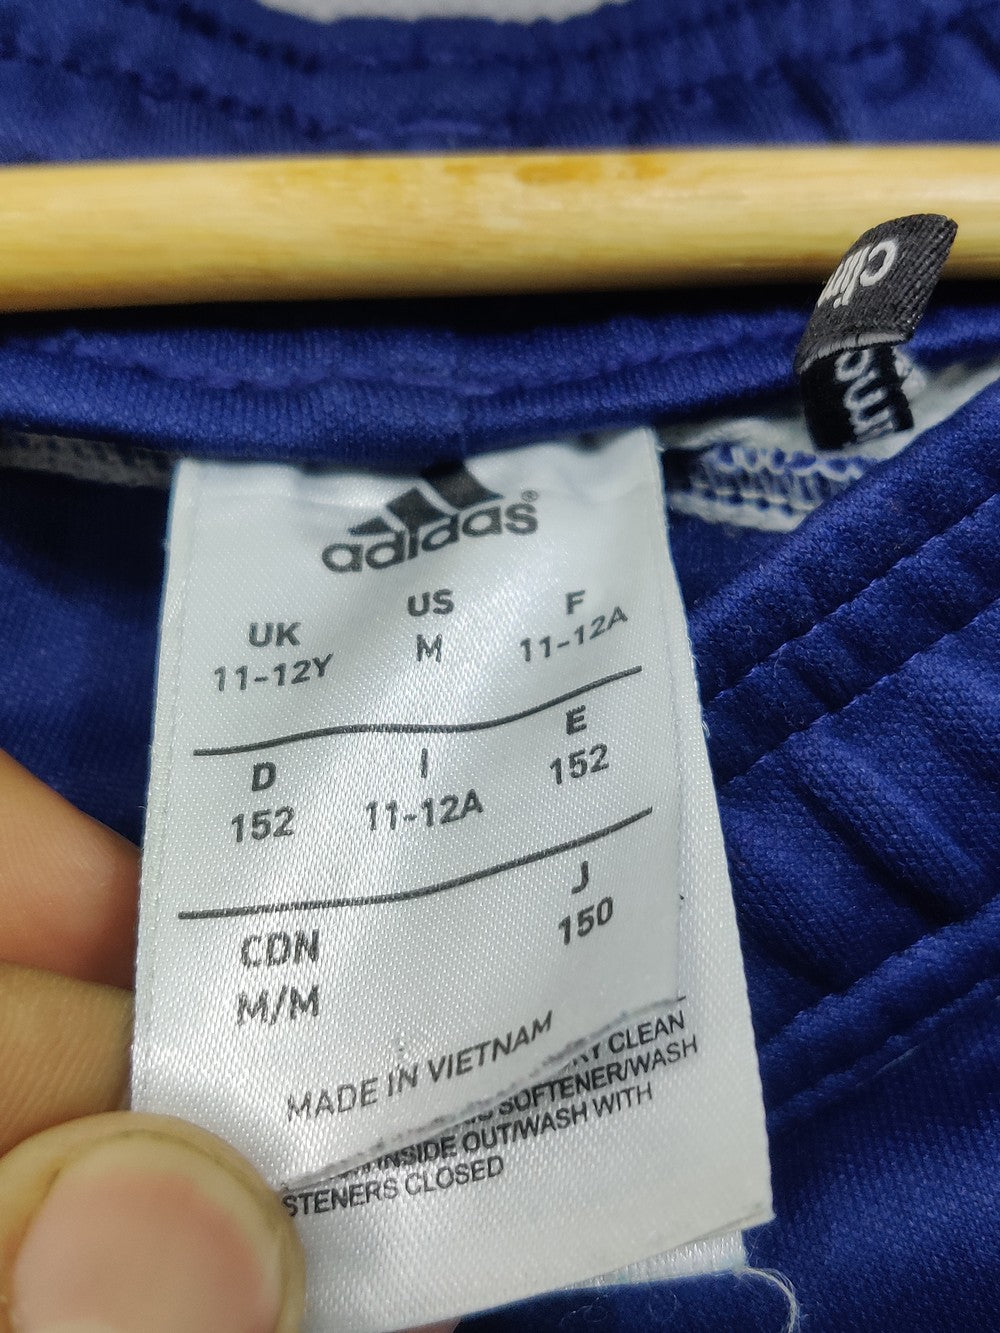 adidas®
UK US F
11-12Y M 11-12A
D I E
152 11-12A 152
CDN J
M/M 150
MADE IN VIETNAM
CLEAN
SOFTENER/WASH
INSIDE OUT/WASH WITH
STENERS CLOSED